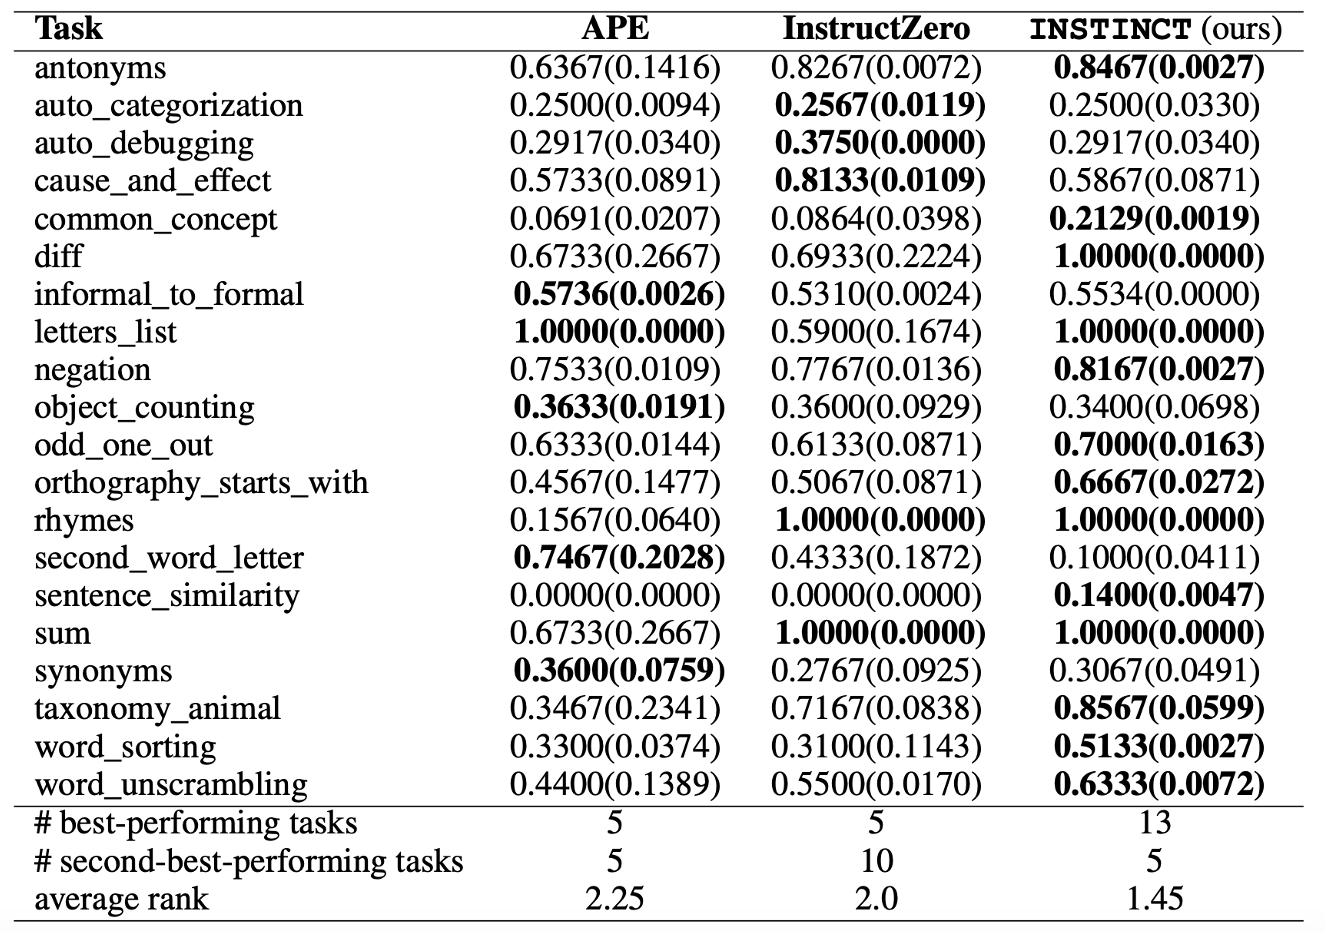 Task APE InstructZero INSTINCT (ours)
antonyms 0.6367(0.1416) 0.8267(0.0072) 0.8467(0.0027)
auto_categorization 0.2500(0.0094) 0.2567(0.0119) 0.2500(0.0330)
auto_debugging 0.2917(0.0340) 0.3750(0.0000) 0.2917(0.0340)
cause_and_effect 0.5733(0.0891) 0.8133(0.0109) 0.5867(0.0871)
common_concept 0.0691(0.0207) 0.0864(0.0398) 0.2129(0.0019)
diff 0.6733(0.2667) 0.6933(0.2224) 1.0000(0.0000)
informal_to_formal 0.5736(0.0026) 0.5310(0.0024) 0.5534(0.0000)
letters_list 1.0000(0.0000) 0.5900(0.1674) 1.0000(0.0000)
negation 0.7533(0.0109) 0.7767(0.0136) 0.8167(0.0027)
object_counting 0.3633(0.0191) 0.3600(0.0929) 0.3400(0.0698)
odd_one_out 0.6333(0.0144) 0.6133(0.0871) 0.7000(0.0163)
orthography_starts_with 0.4567(0.1477) 0.5067(0.0871) 0.6667(0.0272)
rhymes 0.1567(0.0640) 1.0000(0.0000) 1.0000(0.0000)
second_word_letter 0.7467(0.2028) 0.4333(0.1872) 0.1000(0.0411)
sentence_similarity 0.0000(0.0000) 0.0000(0.0000) 0.1400(0.0047)
sum 0.6733(0.2667) 1.0000(0.0000) 1.0000(0.0000)
synonyms 0.3600(0.0759) 0.2767(0.0925) 0.3067(0.0491)
taxonomy_animal 0.3467(0.2341) 0.7167(0.0838) 0.8567(0.0599)
word_sorting 0.3300(0.0374) 0.3100(0.1143) 0.5133(0.0027)
word_unscrambling 0.4400(0.1389) 0.5500(0.0170) 0.6333(0.0072)
# best-performing tasks 5 5 13
# second-best-performing tasks 5 10 5
average rank 2.25 2.0 1.45